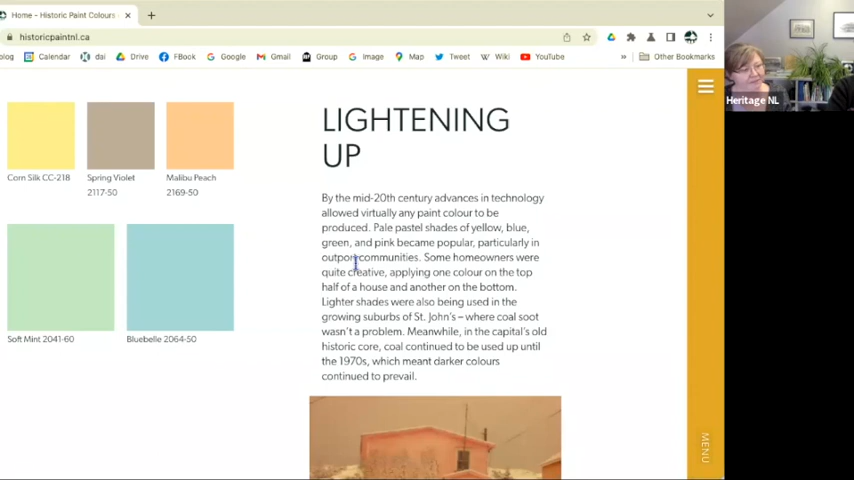 Home - Historic Paint Colours
historicpaintnl.ca
olog Calendar dai Drive FBook Google Gmail Group Image Map Tweet Wiki YouTube » Other Bookmarks
Heritage NL
Corn Silk CC-218
Spring Violet
2117-50
Malibu Peach
2169-50
Soft Mint 2041-60
Bluebelle 2064-50
LIGHTENING
UP
By the mid-20th century advances in technology
allowed virtually any paint colour to be
produced. Pale pastel shades of yellow, blue,
green, and pink became popular, particularly in
outport communities. Some homeowners were
quite creative, applying one colour on the top
half of a house and another on the bottom.
Lighter shades were also being used in the
growing suburbs of St. John's – where coal soot
wasn't a problem. Meanwhile, in the capital's old
historic core, coal continued to be used up until
the 1970s, which meant darker colours
continued to prevail.
MENU